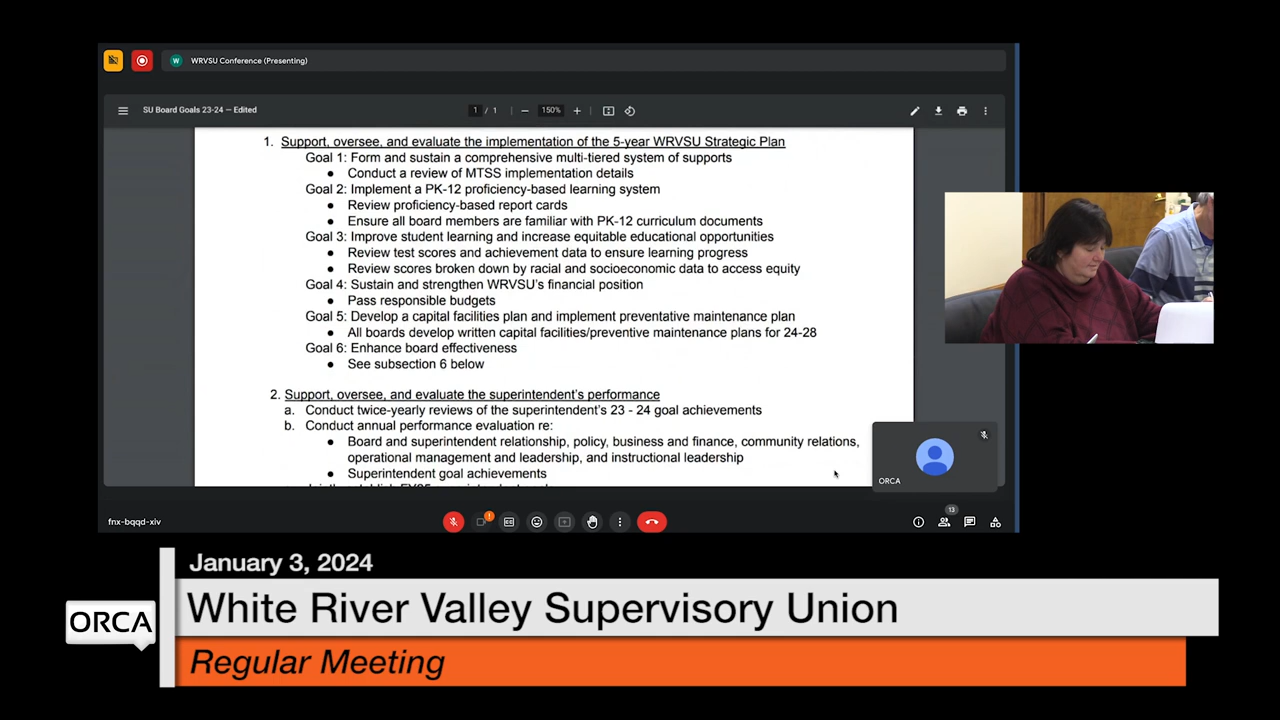 W WRVSU Conference (Presenting)
SU Board Goals 23-24 – Edited
1 / 1
150%
1. Support, oversee, and evaluate the implementation of the 5-year WRVSU Strategic Plan
Goal 1: Form and sustain a comprehensive multi-tiered system of supports
● Conduct a review of MTSS implementation details
Goal 2: Implement a PK-12 proficiency-based learning system
● Review proficiency-based report cards
● Ensure all board members are familiar with PK-12 curriculum documents
Goal 3: Improve student learning and increase equitable educational opportunities
● Review test scores and achievement data to ensure learning progress
● Review scores broken down by racial and socioeconomic data to access equity
Goal 4: Sustain and strengthen WRVSU's financial position
● Pass responsible budgets
Goal 5: Develop a capital facilities plan and implement preventative maintenance plan
● All boards develop written capital facilities/preventive maintenance plans for 24-28
Goal 6: Enhance board effectiveness
● See subsection 6 below
2. Support, oversee, and evaluate the superintendent's performance
a. Conduct twice-yearly reviews of the superintendent's 23 - 24 goal achievements
b. Conduct annual performance evaluation re:
● Board and superintendent relationship, policy, business and finance, community relations,
operational management and leadership, and instructional leadership
● Superintendent goal achievements
ORCA
fnx-bqqd-xiv
13
January 3, 2024
White River Valley Supervisory Union
ORCA
Regular Meeting